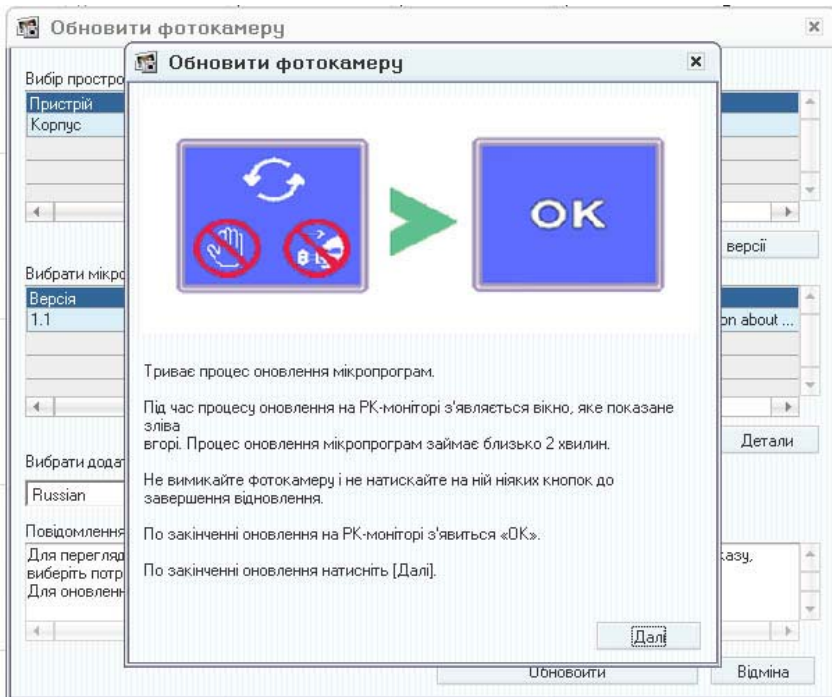 Обновити фотокамеру
Обновити фотокамеру
Вибір простро
Пристрій
Корпус
версії
Вибрати мікро
Версія
1.1
on about ...
Детали
Вибрати додат
Russian
Повідомлення
Для перегляд
казу,
виберіть потр
Для оновленн
OK
Триває процес оновлення мікропрограм.
Під час процесу оновлення на РК-моніторі з'являється вікно, яке показане
зліва
вгорі. Процес оновлення мікропрограм займає близько 2 хвилин.
Не вимикайте фотокамеру і не натискайте на ній ніяких кнопок до
завершення відновлення.
По закінченні оновлення на РК-моніторі з'явиться «OK».
По закінченні оновлення натисніть [Далі].
Далі
Обновоити
Відміна